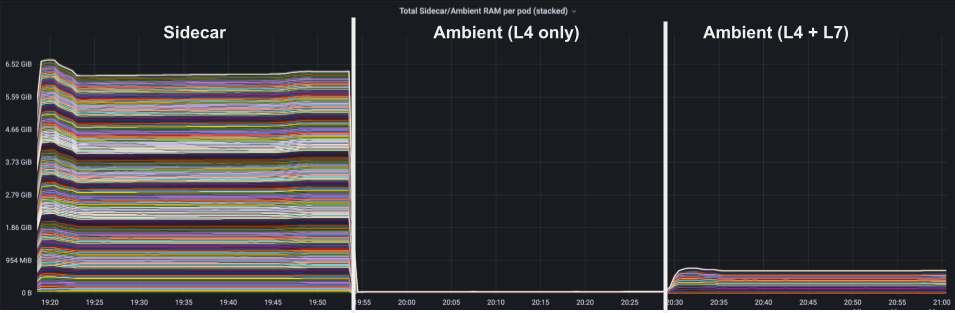 Total Sidecar/Ambient RAM per pod (stacked)
Sidecar
Ambient (L4 only)
Ambient (L4 + L7)
6.52 GiB
5.59 GiB
4.66 GiB
3.73 GiB
2.79 GiB
1.86 GiB
954 MiB
0 B
19:20 19:25 19:30 19:35 19:40 19:45 19:50 19:55 20:00 20:05 20:10 20:15 20:20 20:25 20:30 20:35 20:40 20:45 20:50 20:55 21:00